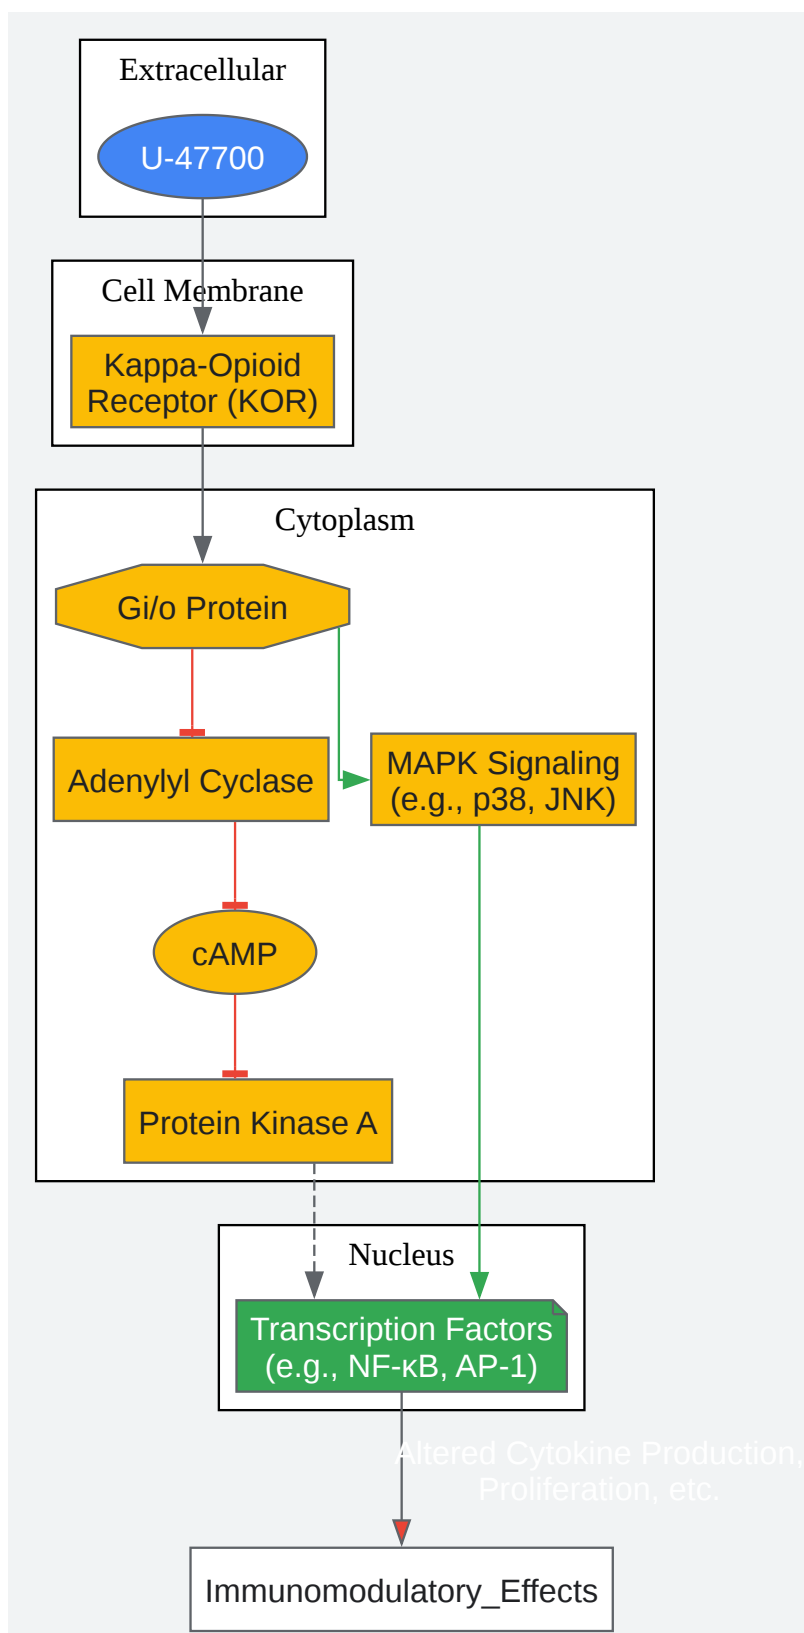 Extracellular
U-47700
Cell Membrane
Kappa-Opioid
Receptor (KOR)
Cytoplasm
Gi/o Protein
Adenylyl Cyclase
MAPK Signaling
(e.g., p38, JNK)
cAMP
Protein Kinase A
Nucleus
Transcription Factors
(e.g., NF-κB, AP-1)
Altered Cytokine Production,
Proliferation, etc.
Immunomodulatory_Effects